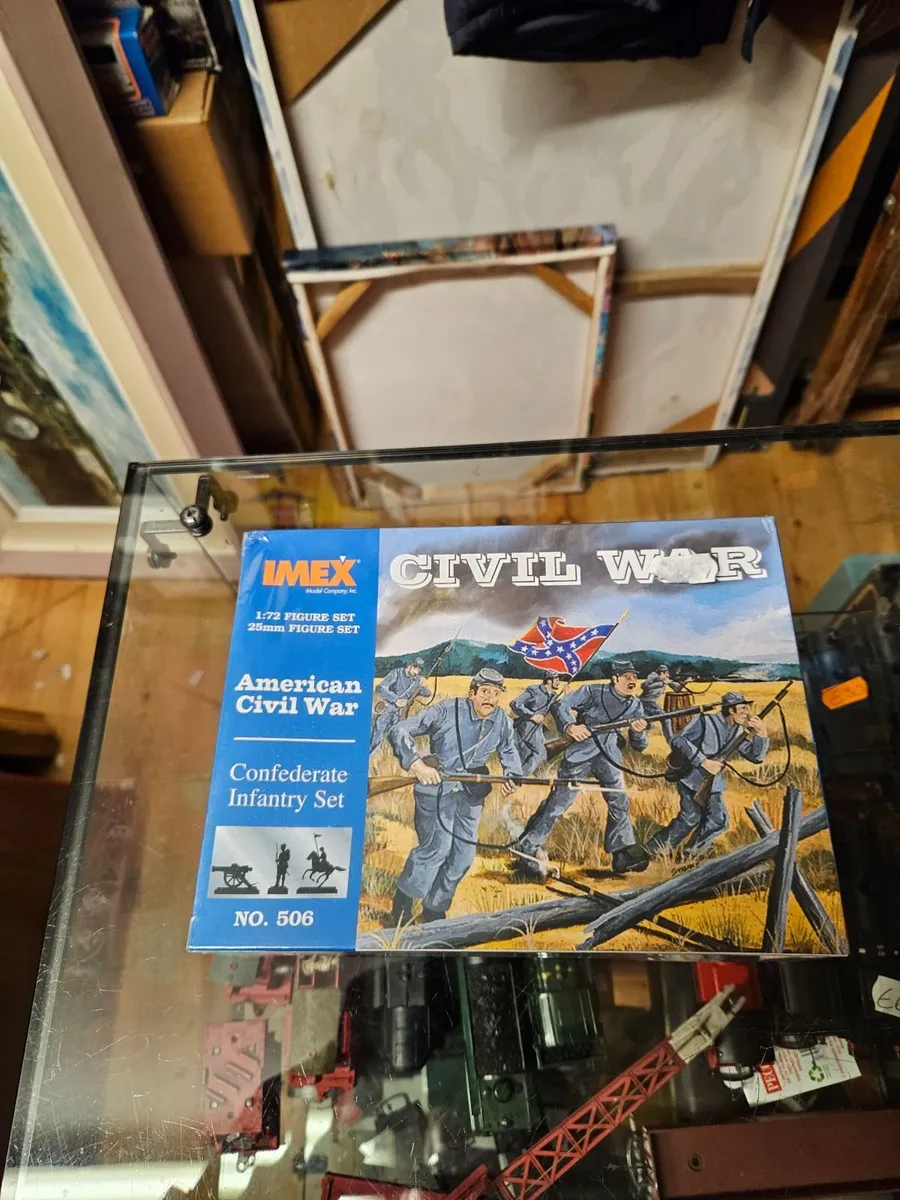 IMEX
Model Company, Inc.
1:72 FIGURE SET
25mm FIGURE SET
American
Civil War
Confederate
Infantry Set
NO. 506
CIVIL WAR